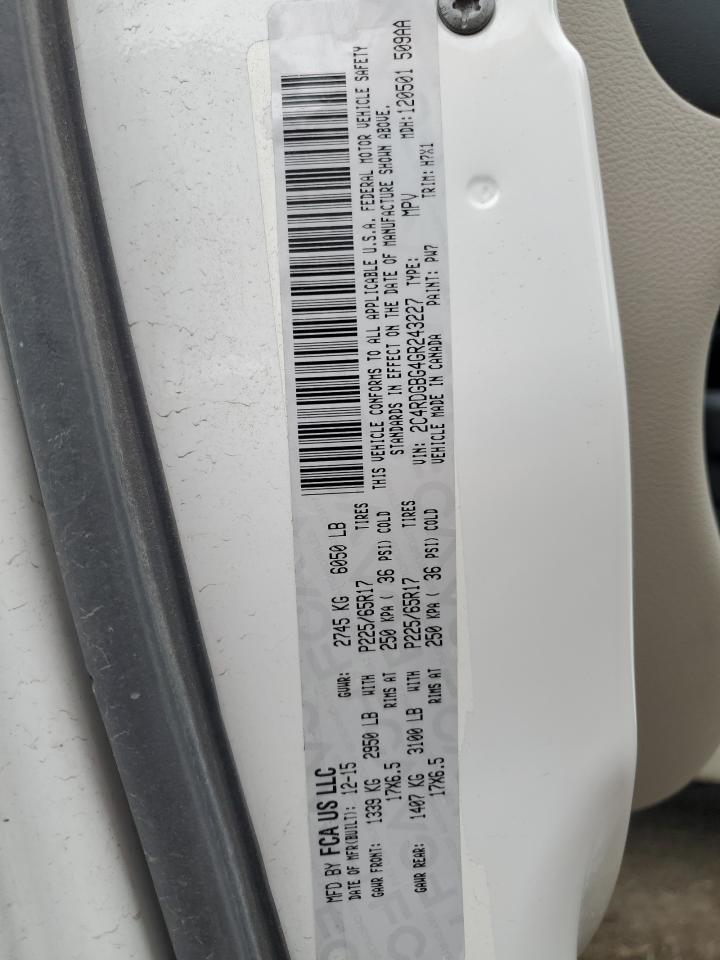 MFD BY FCA US LLC
DATE OF MFR(BUILT): 12-15 GVWR: 2745 KG 6050 LB
GAWR FRONT: 1339 KG 2950 LB WITH P225/65R17 TIRES
17X6.5 RIMS AT 250 KPA ( 36 PSI) COLD
GAWR REAR: 1407 KG 3100 LB WITH P225/65R17 TIRES
17X6.5 RIMS AT 250 KPA ( 36 PSI) COLD
THIS VEHICLE CONFORMS TO ALL APPLICABLE U.S.A. FEDERAL MOTOR VEHICLE SAFETY
STANDARDS IN EFFECT ON THE DATE OF MANUFACTURE SHOWN ABOVE.
VIN: 2C4RDGBG4GR243227 TYPE: MPV MDH: 120501 509AA
VEHICLE MADE IN CANADA PAINT: PW7 TRIM: H7X1